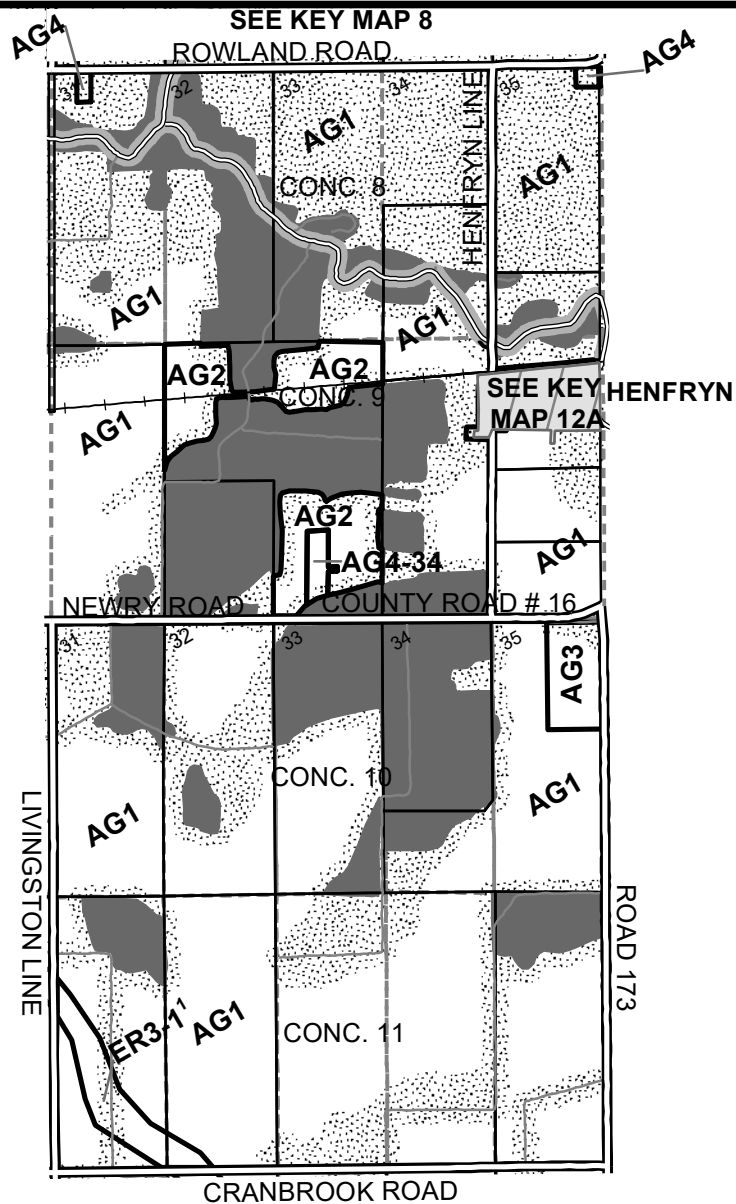 SEE KEY MAP 8
AG4
ROWLAND ROAD
AG4
31
32
33
34
35
HENFRYN LINE
AG1
AG1
CONC. 8
AG1
AG1
AG2
AG2
CONC. 9
SEE KEY
MAP 12A
HENFRYN
AG1
AG2
AG1
AG4-34
NEWRY ROAD
COUNTY ROAD # 16
31
32
33
34
35
AG3
CONC. 10
AG1
AG1
LIVINGSTON LINE
ROAD 173
ER3-1¹
AG1
CONC. 11
CRANBROOK ROAD